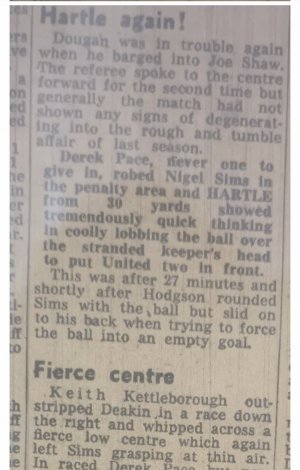 Hartle again!
Dougan was in trouble again
when he barged into Joe Shaw.
The referee spoke to the centre
forward for the second time but
generally the match had not
shown any signs of degenerat-
ing into the rough and tumble
affair of last season.
Derek Pace, never one to
give in, robed Nigel Sims in
the penalty area and HARTLE
from 30 yards showed
tremendously quick thinking
in coolly lobbing the ball over
the stranded keeper's head
to put United two in front.
This was after 27 minutes and
shortly after Hodgson rounded
Sims with the ball but slid on
to his back when trying to force
the ball into an empty goal.
Fierce centre
Keith Kettleborough out-
stripped Deakin in a race down
the right and whipped across a
fierce low centre which again
left Sims grasping at thin air.
In raced Derek Pace but